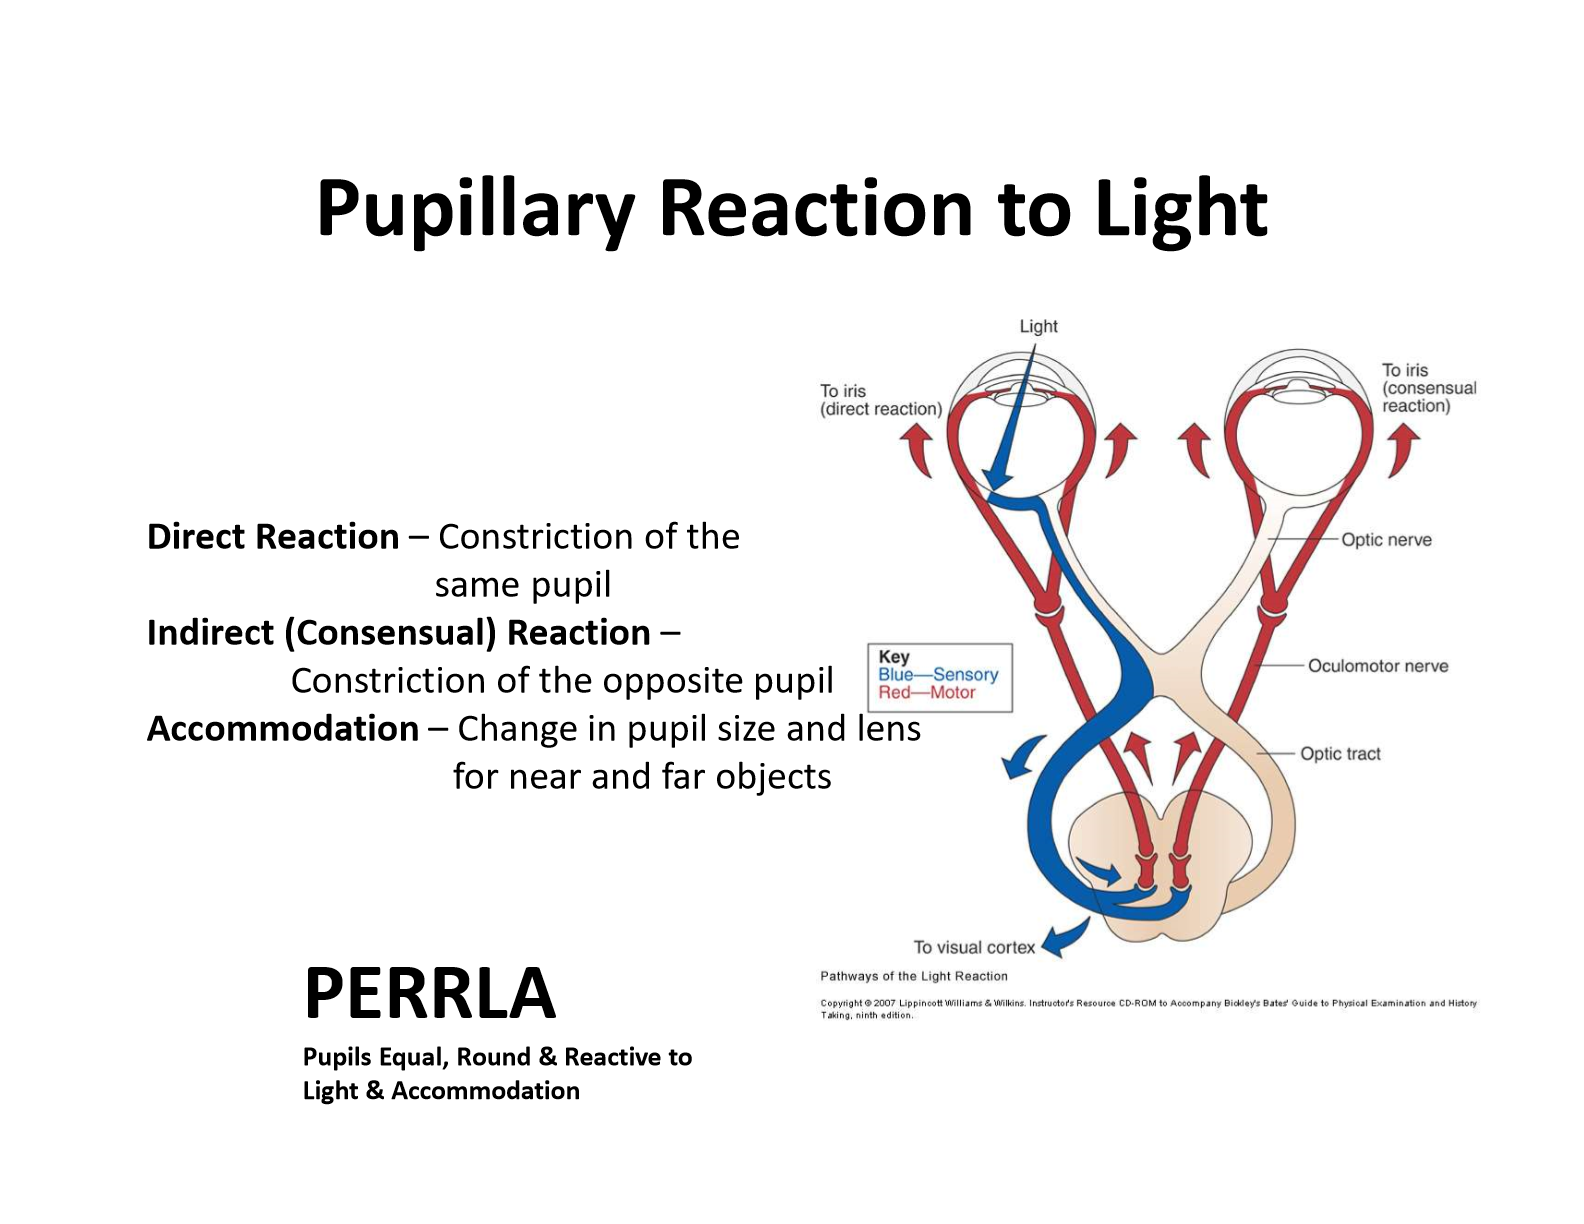 Pupillary Reaction to Light
Direct Reaction – Constriction of the
same pupil
Indirect (Consensual) Reaction –
Constriction of the opposite pupil
Accommodation – Change in pupil size and lens
for near and far objects
PERRLA
Pupils Equal, Round & Reactive to
Light & Accommodation
Light
To iris
(direct reaction)
To iris
(consensual
reaction)
Optic nerve
Key
Blue—Sensory
Red—Motor
Oculomotor nerve
Optic tract
To visual cortex
Pathways of the Light Reaction
Copyright © 2007 Lippincott Williams & Wilkins. Instructor's Resource CD-ROM to Accompany Bickley's Bates' Guide to Physical Examination and History
Taking, ninth edition.